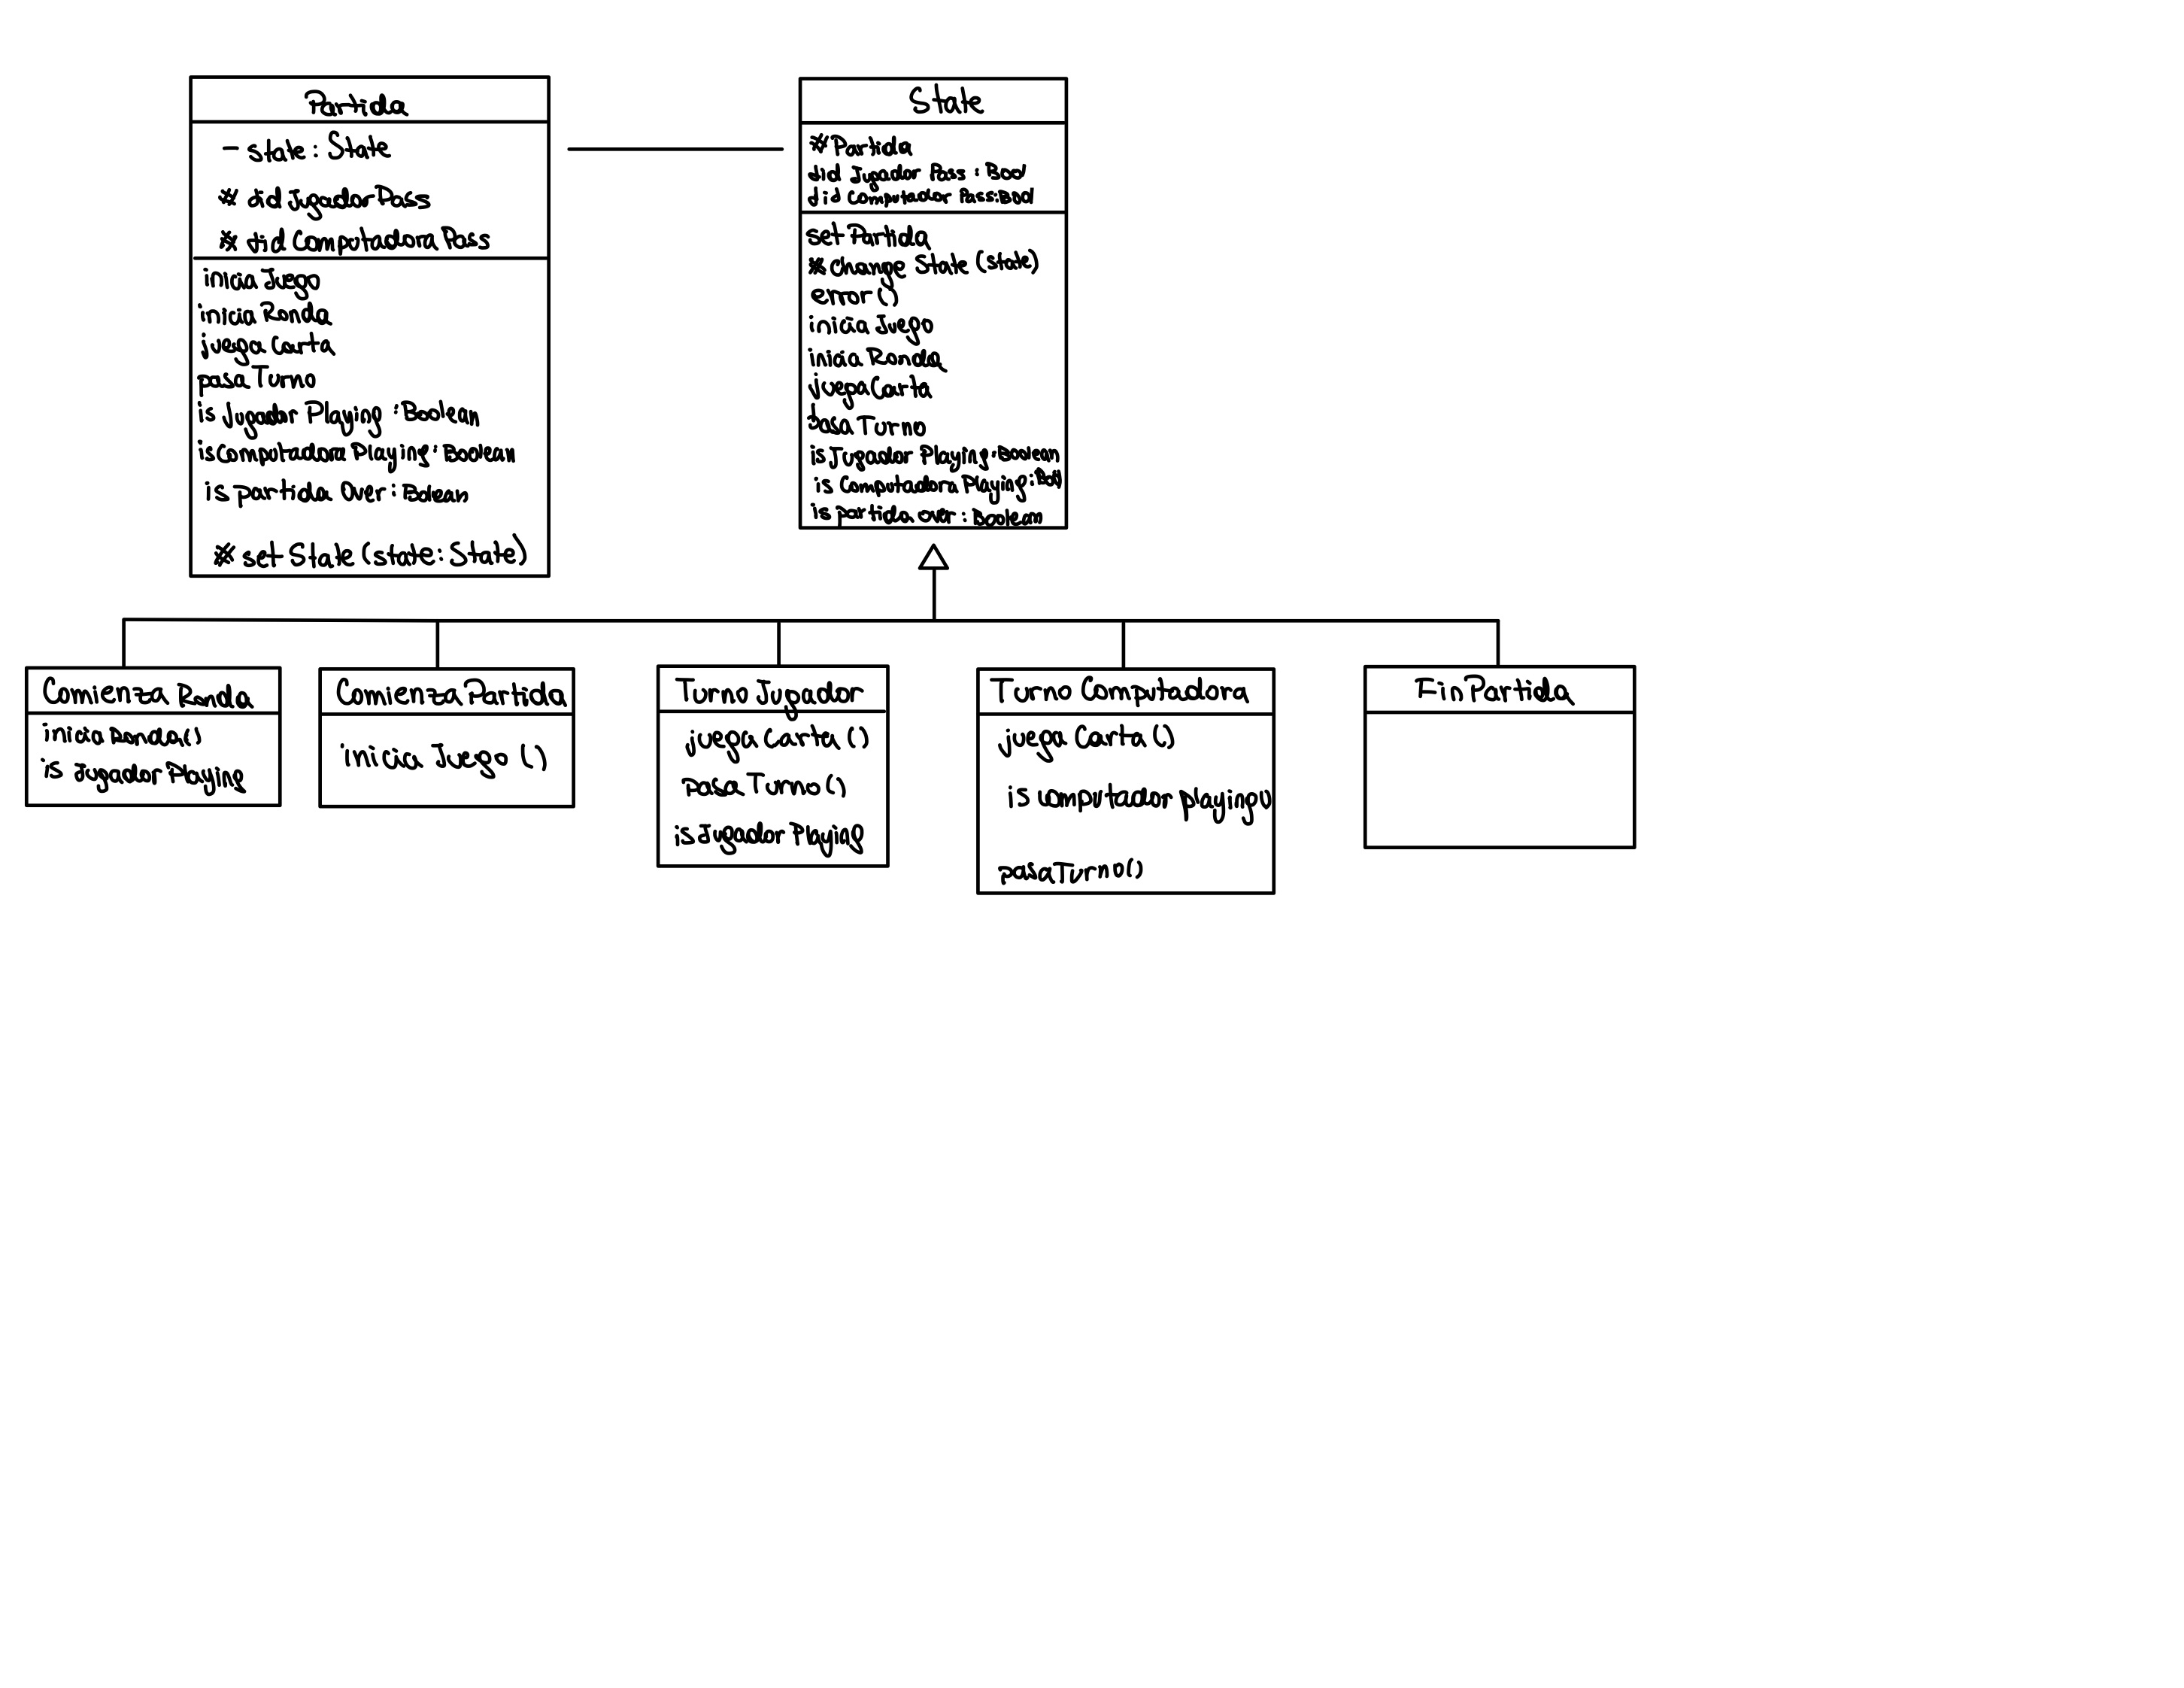 Partida
- state : State
# did Jugador Pass
# did Computadora Pass
inicia Juego
inicia Ronda
juega Carta
pasa Turno
is Jugador Playing : Boolean
is Computadora Playing : Boolean
is partida Over : Bolean
# set State (state : State)
State
# Partida
did Jugador Pass : Bool
did Computador Pass : Bool
set Partida
# Change State (state)
error ()
inicia Juego
inicia Ronda
juega Carta
pasa Turno
is Jugador Playing : Boolean
is Computadora Playing : Bool
is partida over : Boolean
Comienza Ronda
inicia Ronda ()
is Jugador Playing
Comienza Partida
inicia Juego ()
Turno Jugador
juega Carta ()
pasa Turno ()
is Jugador Playing
Turno Computadora
juega Carta ()
is computador playing ()
pasa Turno ()
Fin Partida